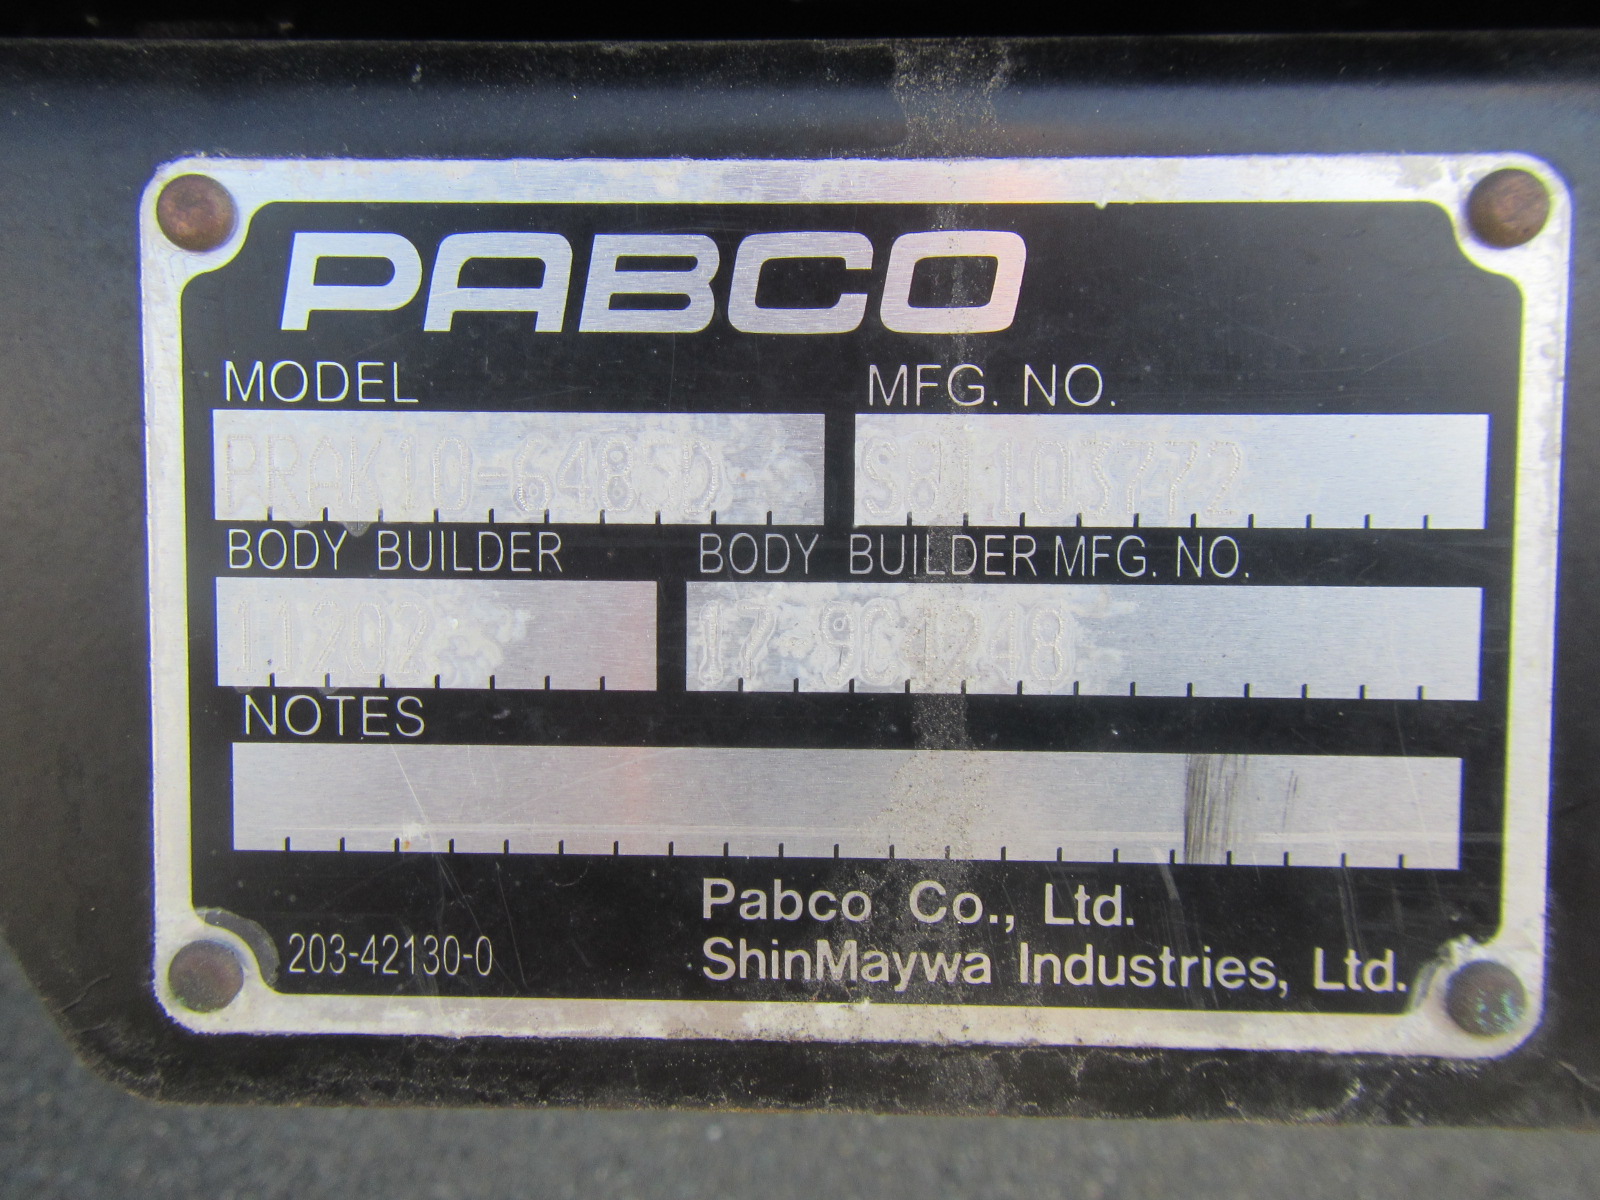 PABCO
MODEL MFG. NO.
PRAK10-6485D S81103772
BODY BUILDER BODY BUILDER MFG. NO.
11202 17 9C4248
NOTES
Pabco Co., Ltd.
203-42130-0 ShinMaywa Industries, Ltd.